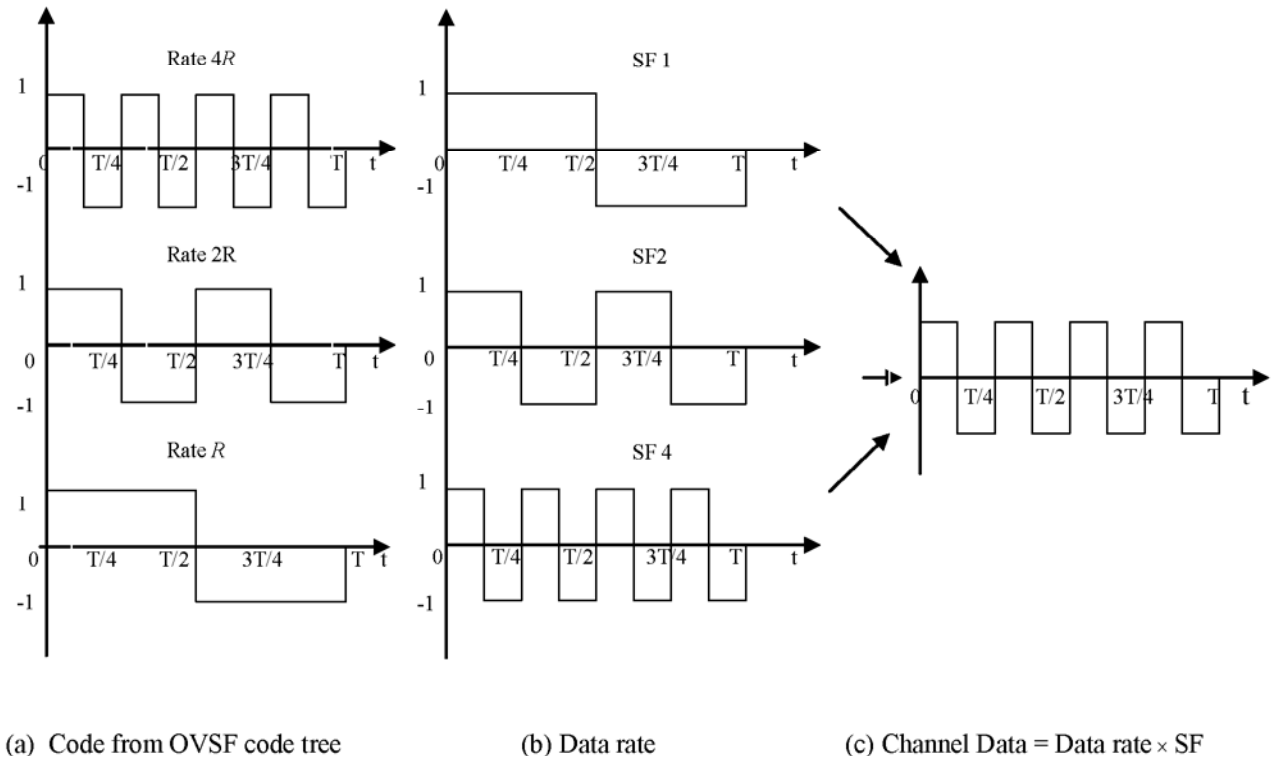 Rate 4R
1
0 T/4 T/2 3T/4 T t
-1
Rate 2R
1
0 T/4 T/2 3T/4 T t
-1
Rate R
1
0 T/4 T/2 3T/4 T t
-1
SF 1
1
0 T/4 T/2 3T/4 T t
-1
SF2
1
0 T/4 T/2 3T/4 T t
-1
SF 4
1
0 T/4 T/2 3T/4 T t
-1
0 T/4 T/2 3T/4 T t
(a) Code from OVSF code tree
(b) Data rate
(c) Channel Data = Data rate × SF